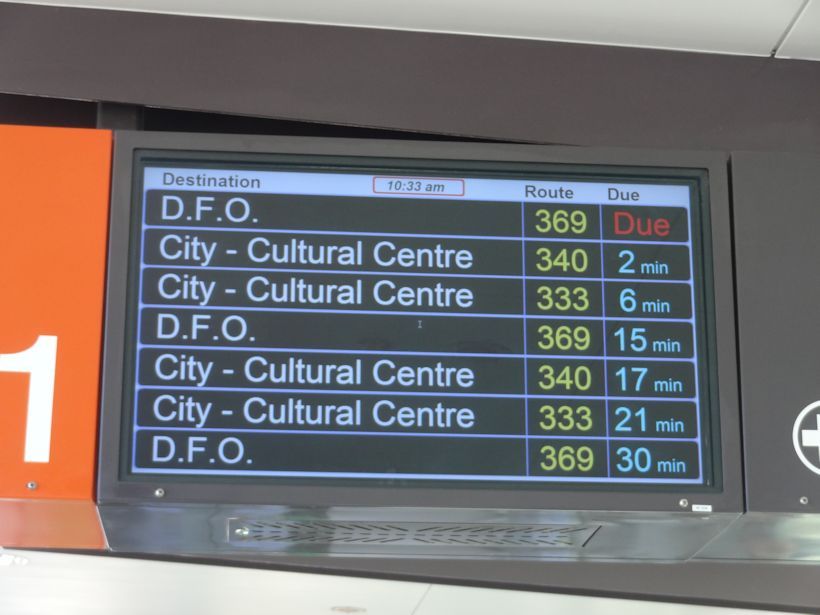 Destination 10:33 am Route Due
D.F.O. 369 Due
City - Cultural Centre 340 2 min
City - Cultural Centre 333 6 min
D.F.O. 369 15 min
City - Cultural Centre 340 17 min
City - Cultural Centre 333 21 min
D.F.O. 369 30 min
1